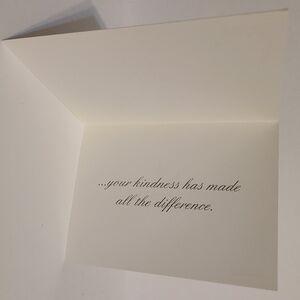 ...your kindness has made
all the difference.